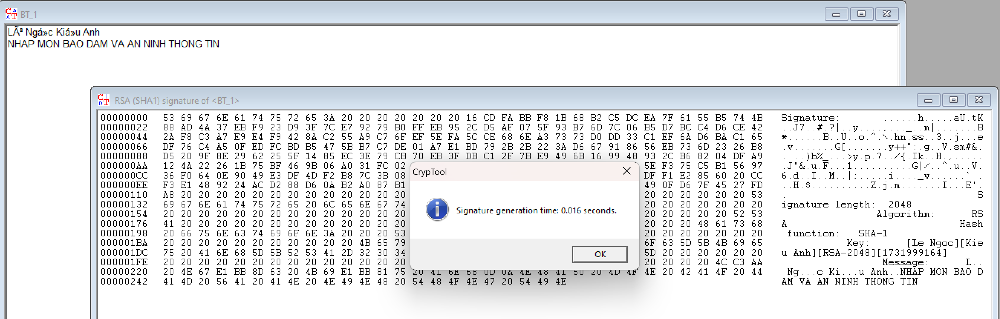 BT_1
LÃª Ngá»c Kiá»u Anh
NHAP MON BAO DAM VA AN NINH THONG TIN
RSA (SHA1) signature of <BT_1>
00000000 53 69 67 6E 61 74 75 72 65 3A 20 20 20 20 20 20 20 16 CD FA BB F8 1B 68 B2 C5 DC EA 7F 61 55 B5 74 4B Signature: ......h.....aU.tK
00000022 88 AD 4A 37 EB F9 23 D9 3F 7C E7 92 79 B0 FF EB 95 2C D5 AF 07 5F 93 B7 6D 7C 06 B5 D7 BC C4 D6 CE 42 ..J7..#.?|..y....,..._..m|.......B
00000044 2A F8 C3 A7 E9 E4 F9 42 8A C2 55 A9 C7 6F EF 5E FA 5C CE 68 6E A3 73 73 D0 DD 33 C1 EF 6A D6 BA C1 65 *......B..U..o.^.\.hn.ss..3..j...e
00000066 DF 76 C4 A5 0F ED FC BD B5 47 5B B7 C7 DE 01 A7 E1 BD 79 2B 2B 22 3A D6 67 91 86 56 EB 73 6D 23 26 B8 .v.......G[.......y++":.g..V.sm#&.
00000088 D5 20 9F 8E 29 62 25 5F 14 85 EC 3E 79 CB 70 EB 3F DB C1 2F 7B E9 49 6B 16 99 48 93 2C B6 82 04 DF A9 . ..)b%_...>y.p.?../{.Ik..H.,.....
000000AA 12 4A 22 26 1B 75 BF 46 9B 06 A0 31 FC 02 5E F3 75 C5 B1 56 97 .J"&.u.F...1..........G|/..^.u..V.
000000CC 36 F0 64 0E 90 49 E3 DF 4D F2 B8 7C 3B 08 DF F1 E2 85 60 20 CC 6.d..I..M..|;.....i...._w....` .
000000EE F3 E1 48 92 24 AC D2 88 D6 0A B2 A0 87 B1 49 0F D6 7F 45 27 FD ..H.$..........Z.j.m.......I...E'.
00000110 A8 20 20 20 20 20 20 20 20 20 20 20 20 20 20 20 20 20 20 20 53 . S
00000132 69 67 6E 61 74 75 72 65 20 6C 65 6E 67 74 20 20 20 20 20 20 20 ignature length: 2048
00000154 20 20 20 20 20 20 20 20 20 20 20 20 20 20 20 20 20 20 20 52 53 Algorithm: RS
00000176 41 20 20 20 20 20 20 20 20 20 20 20 20 20 20 20 20 48 61 73 68 A Hash
00000198 20 66 75 6E 63 74 69 6F 6E 3A 20 20 20 53 20 20 20 20 20 20 20 function: SHA-1
000001BA 20 20 20 20 20 20 20 20 20 20 20 4B 65 79 6F 63 5D 5B 4B 69 65 Key: [Le Ngoc][Kie
000001DC 75 20 41 6E 68 5D 5B 52 53 41 2D 32 30 34 5D 20 20 20 20 20 20 u Anh][RSA-2048][1731999164]
000001FE 20 20 20 20 20 20 20 20 20 20 20 20 20 20 20 20 20 20 4C C3 AA Message: L..
00000220 20 4E 67 E1 BB 8D 63 20 4B 69 E1 BB 81 75 20 41 6E 68 0D 0A 4E 48 41 50 20 4D 4F 4E 20 42 41 4F 20 44 Ng...c Ki...u Anh..NHAP MON BAO D
00000242 41 4D 20 56 41 20 41 4E 20 4E 49 4E 48 20 54 48 4F 4E 47 20 54 49 4E AM VA AN NINH THONG TIN
CrypTool
Signature generation time: 0.016 seconds.
OK